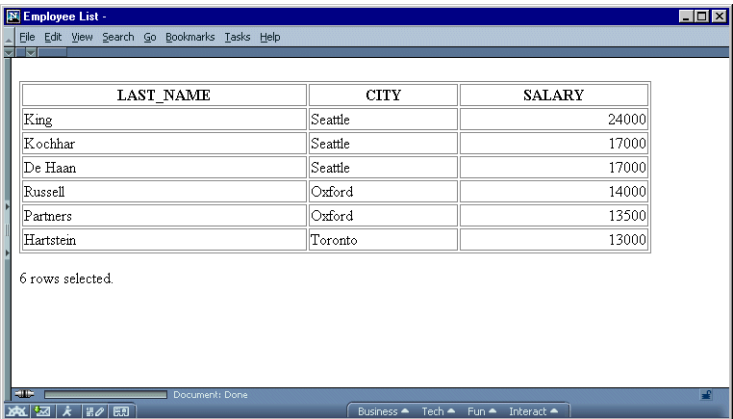 Employee List -
File Edit View Search Go Bookmarks Tasks Help
LAST_NAME CITY SALARY
King Seattle 24000
Kochhar Seattle 17000
De Haan Seattle 17000
Russell Oxford 14000
Partners Oxford 13500
Hartstein Toronto 13000
6 rows selected.
Document: Done
Business Tech Fun Interact